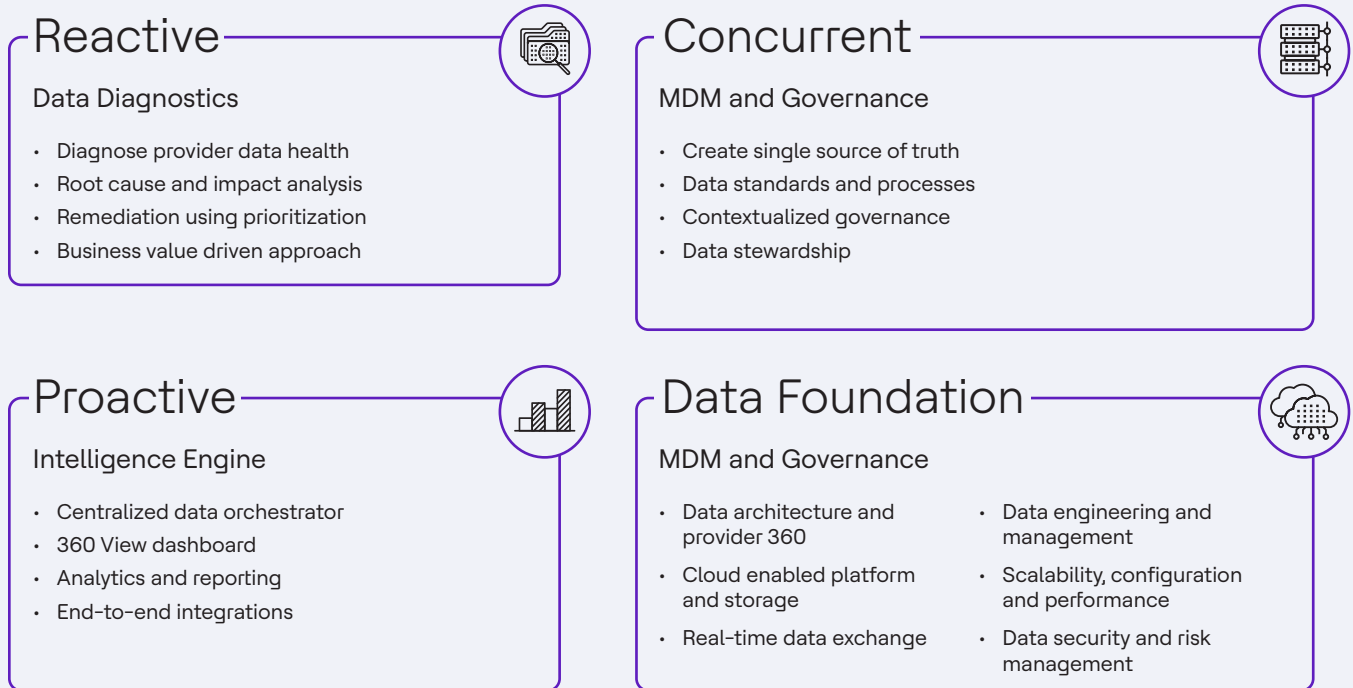 Reactive
Data Diagnostics
• Diagnose provider data health
• Root cause and impact analysis
• Remediation using prioritization
• Business value driven approach
Concurrent
MDM and Governance
• Create single source of truth
• Data standards and processes
• Contextualized governance
• Data stewardship
Proactive
Intelligence Engine
• Centralized data orchestrator
• 360 View dashboard
• Analytics and reporting
• End-to-end integrations
Data Foundation
MDM and Governance
• Data architecture and
provider 360
• Cloud enabled platform
and storage
• Real-time data exchange
• Data engineering and
management
• Scalability, configuration
and performance
• Data security and risk
management